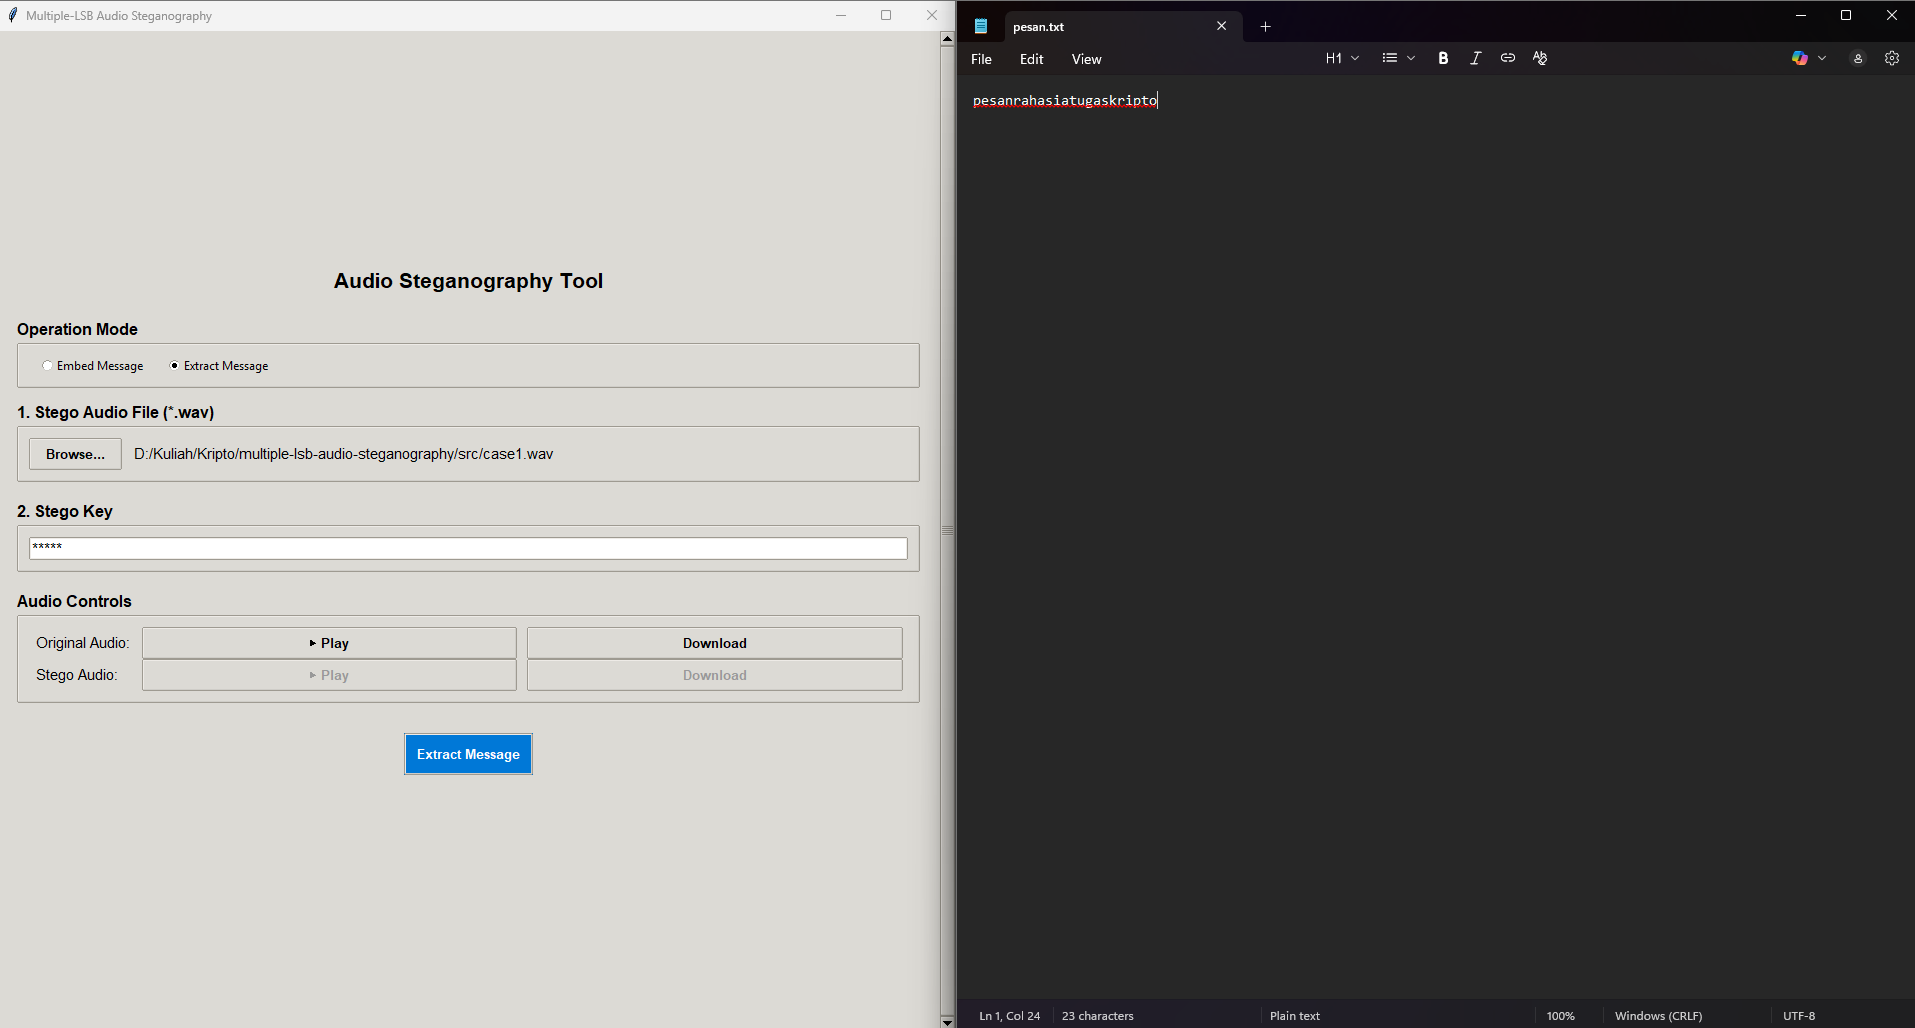 Multiple-LSB Audio Steganography
Audio Steganography Tool
Operation Mode
Embed Message
Extract Message
1. Stego Audio File (*.wav)
Browse...
D:/Kuliah/Kripto/multiple-lsb-audio-steganography/src/case1.wav
2. Stego Key
*****
Audio Controls
Original Audio:
Play
Download
Stego Audio:
Play
Download
Extract Message
pesan.txt
File
Edit
View
H1
B
I
pesanrahasiatugaskripto
Ln 1, Col 24
23 characters
Plain text
100%
Windows (CRLF)
UTF-8